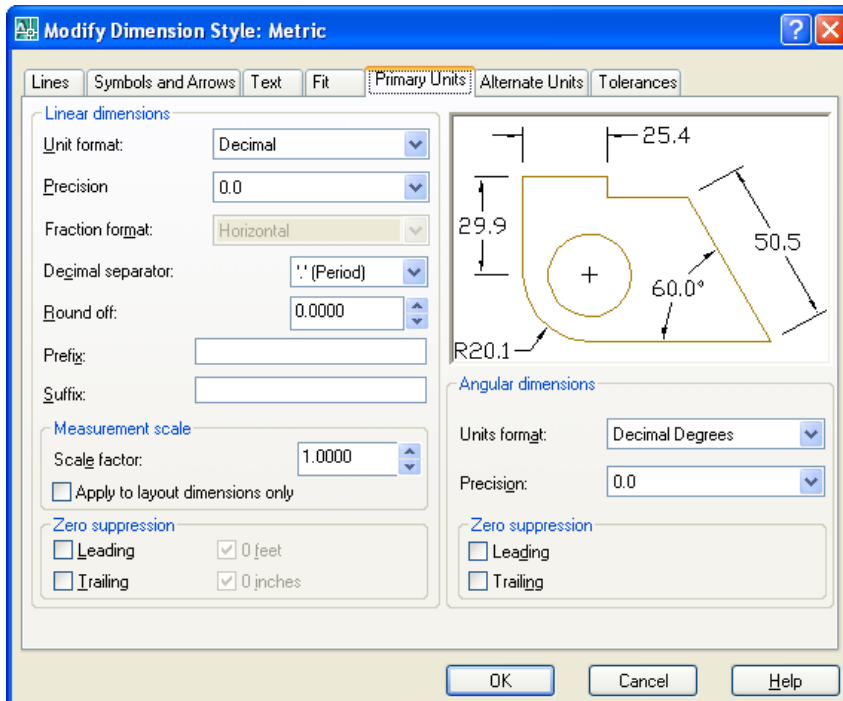 Modify Dimension Style: Metric
Lines Symbols and Arrows Text Fit Primary Units Alternate Units Tolerances
Linear dimensions
Unit format: Decimal
Precision 0.0
Fraction format: Horizontal
Decimal separator: '.' (Period)
Round off: 0.0000
Prefix:
Suffix:
Measurement scale
Scale factor: 1.0000
Apply to layout dimensions only
Zero suppression
Leading 0 feet
Trailing 0 inches
25.4
29.9
50.5
60.0°
R20.1
Angular dimensions
Units format: Decimal Degrees
Precision: 0.0
Zero suppression
Leading
Trailing
OK Cancel Help